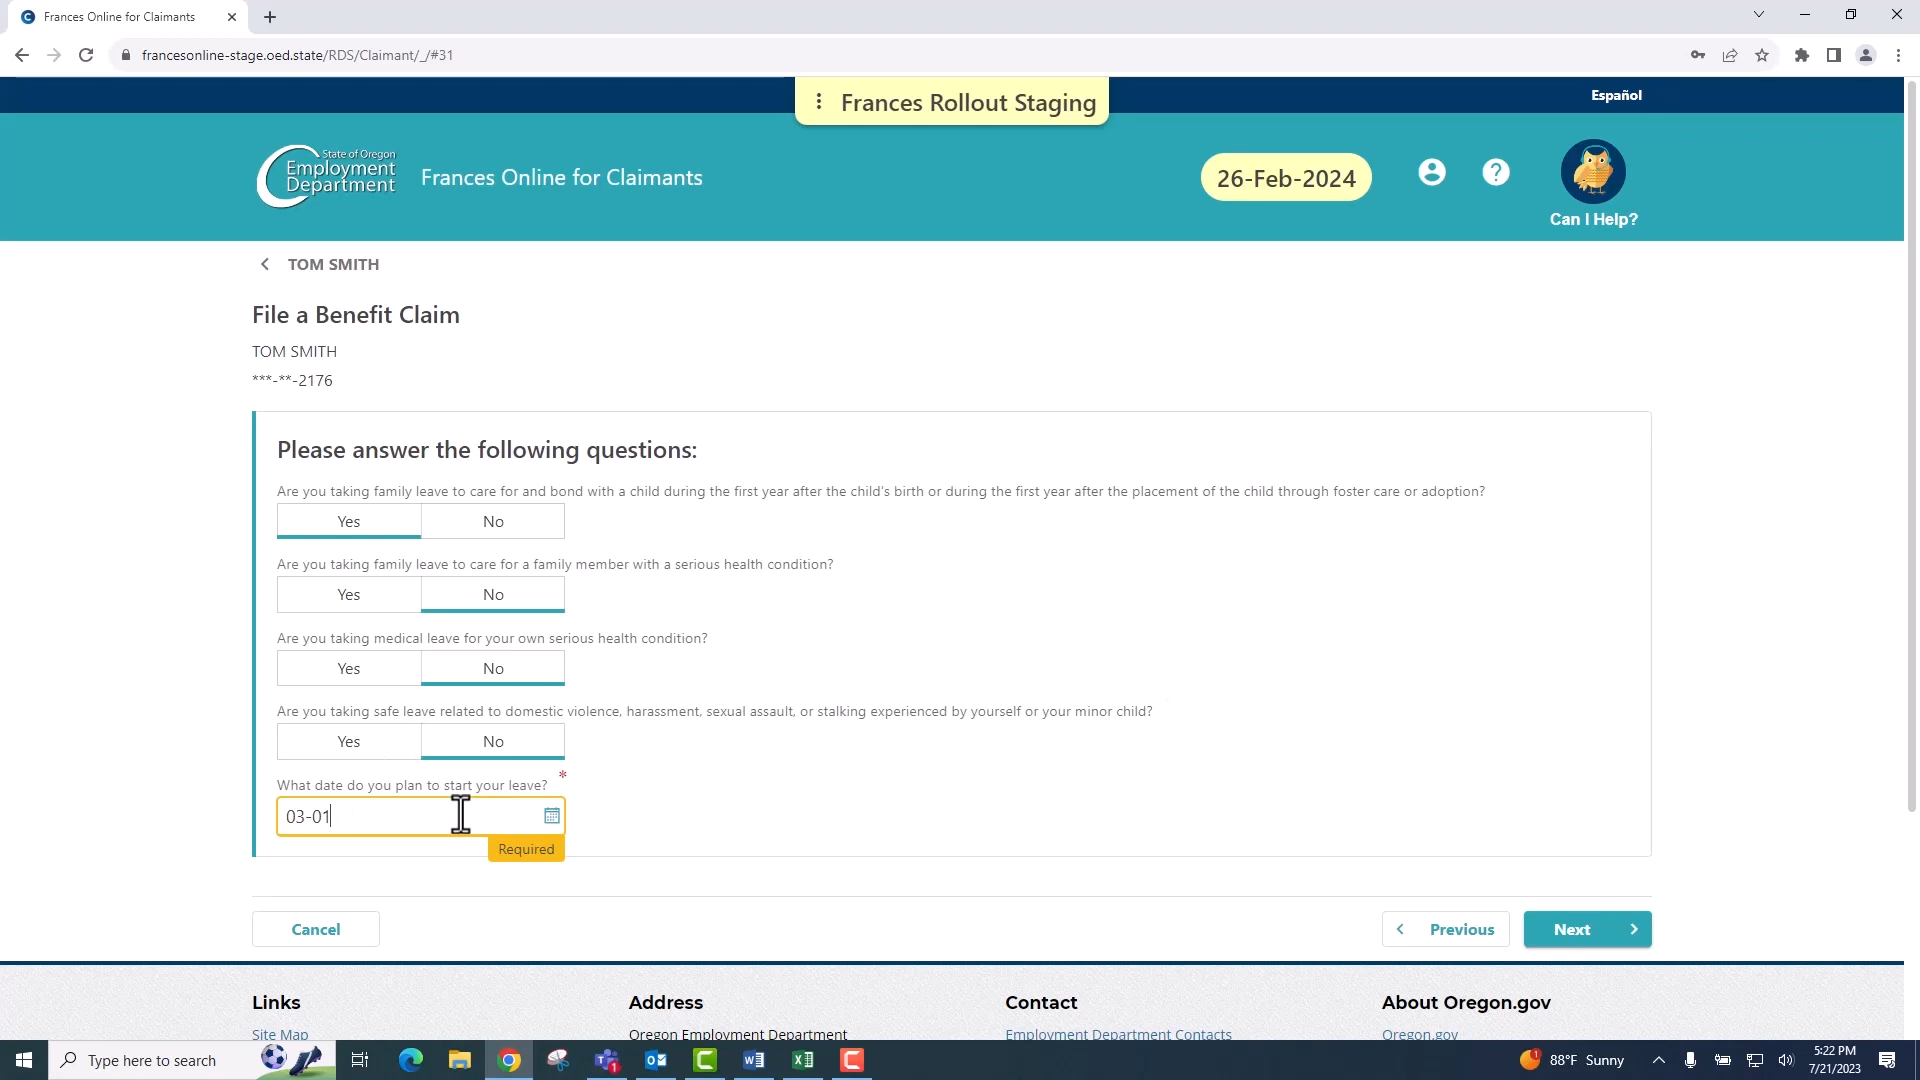 Frances Online for Claimants
francesonline-stage.oed.state/RDS/Claimant/_/#31
Español
Frances Rollout Staging
State of Oregon
Employment
Department
Frances Online for Claimants
26-Feb-2024
?
Can I Help?
TOM SMITH
File a Benefit Claim
TOM SMITH
***-**-2176
Please answer the following questions:
Are you taking family leave to care for and bond with a child during the first year after the child's birth or during the first year after the placement of the child through foster care or adoption?
Yes No
Are you taking family leave to care for a family member with a serious health condition?
Yes No
Are you taking medical leave for your own serious health condition?
Yes No
Are you taking safe leave related to domestic violence, harassment, sexual assault, or stalking experienced by yourself or your minor child?
Yes No
What date do you plan to start your leave? *
03-01
Required
Cancel
Previous
Next
Links Address Contact About Oregon.gov
Site Map Oregon Employment Department Employment Department Contacts Oregon.gov
Type here to search
88°F Sunny
5:22 PM
7/21/2023